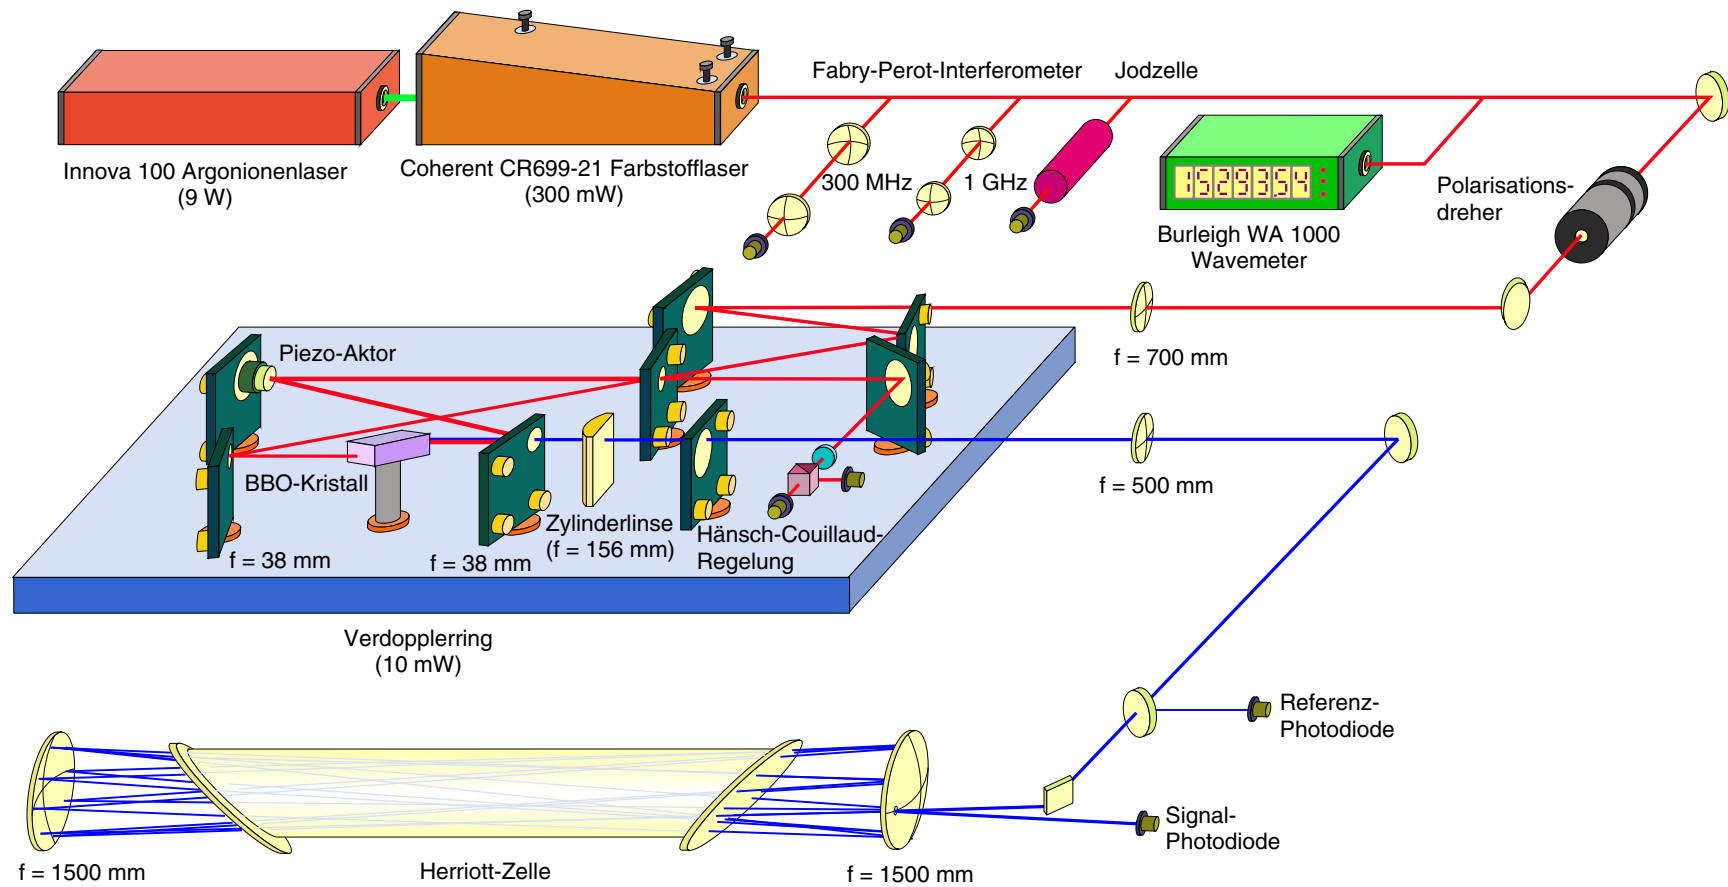 Fabry-Perot-Interferometer
Jodzelle
Innova 100 Argonionenlaser
(9 W)
Coherent CR699-21 Farbstofflaser
(300 mW)
300 MHz
1 GHz
15293.54
Burleigh WA 1000
Wavemeter
Polarisations-
dreher
Piezo-Aktor
f = 700 mm
BBO-Kristall
f = 500 mm
Zylinderlinse
(f = 156 mm)
Hänsch-Couillaud-
Regelung
f = 38 mm
f = 38 mm
Verdopplerring
(10 mW)
Referenz-
Photodiode
Signal-
Photodiode
f = 1500 mm
Herriott-Zelle
f = 1500 mm